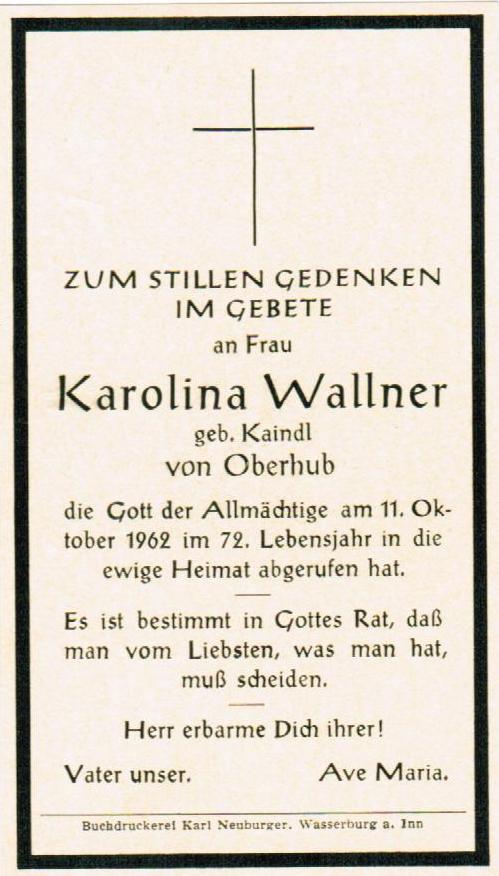 ZUM STILLEN GEDENKEN
IM GEBETE
an Frau
Karolina Wallner
geb. Kaindl
von Oberhub
die Gott der Allmächtige am 11. Ok-
tober 1962 im 72. Lebensjahr in die
ewige Heimat abgerufen hat.
Es ist bestimmt in Gottes Rat, daß
man vom Liebsten, was man hat,
muß scheiden.
Herr erbarme Dich ihrer!
Vater unser. Ave Maria.
Buchdruckerei Karl Neuburger, Wasserburg a. Inn